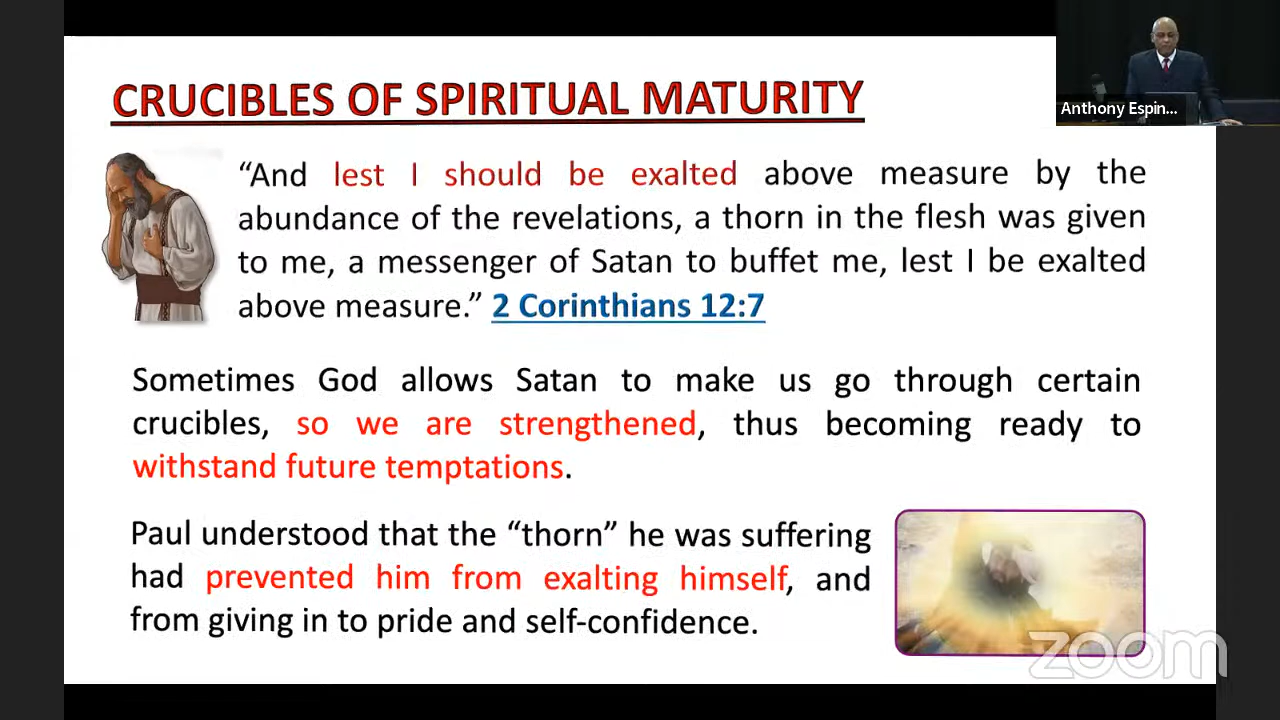 CRUCIBLES OF SPIRITUAL MATURITY
Anthony Espin...
“And lest I should be exalted above measure by the
abundance of the revelations, a thorn in the flesh was given
to me, a messenger of Satan to buffet me, lest I be exalted
above measure.” 2 Corinthians 12:7
Sometimes God allows Satan to make us go through certain
crucibles, so we are strengthened, thus becoming ready to
withstand future temptations.
Paul understood that the “thorn” he was suffering
had prevented him from exalting himself, and
from giving in to pride and self-confidence.
zoom